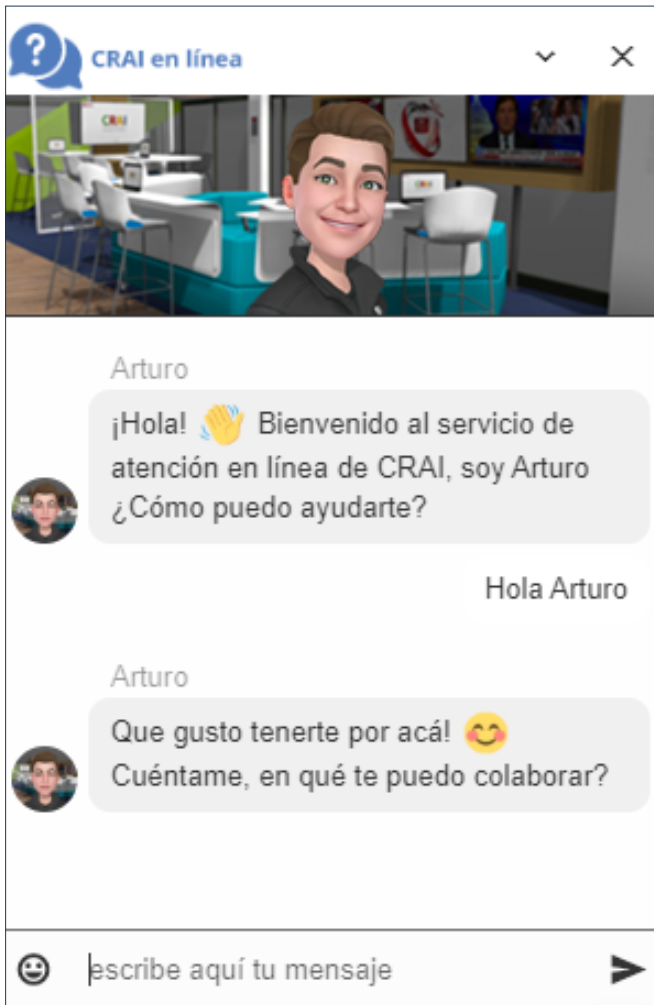 CRAI en línea
CRAI
Arturo
¡Hola! 👋 Bienvenido al servicio de
atención en línea de CRAI, soy Arturo
¿Cómo puedo ayudarte?
Hola Arturo
Arturo
Que gusto tenerte por acá! 😊
Cuéntame, en qué te puedo colaborar?
escribe aquí tu mensaje